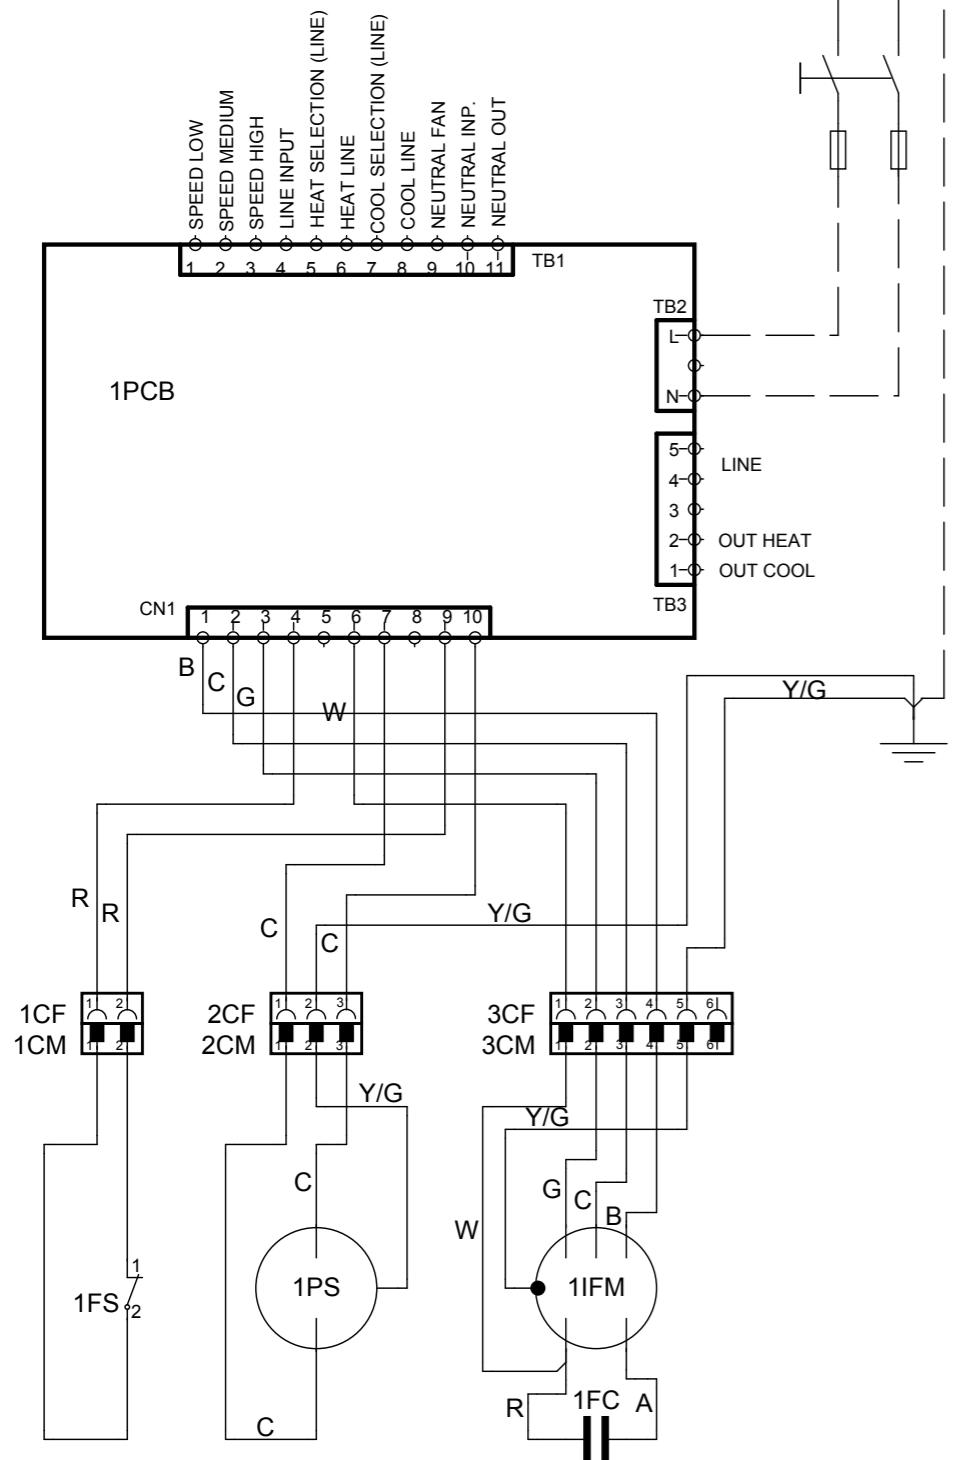 SPEED LOW
SPEED MEDIUM
SPEED HIGH
LINE INPUT
HEAT SELECTION (LINE)
HEAT LINE
COOL SELECTION (LINE)
COOL LINE
NEUTRAL FAN
NEUTRAL INP.
NEUTRAL OUT
1 2 3 4 5 6 7 8 9 10 11
TB1
TB2
L
N
1PCB
5
LINE
4
3
2 OUT HEAT
1 OUT COOL
TB3
CN1
1 2 3 4 5 6 7 8 9 10
B
C
G
W
Y/G
R
R
C
C
Y/G
1CF
1 2
1CM
1 2
2CF
1 2 3
2CM
1 2 3
3CF
1 2 3 4 5 6
3CM
1 2 3 4 5 6
Y/G
Y/G
C
G
C
B
W
1
1FS
2
1PS
1IFM
C
R
1FC
A